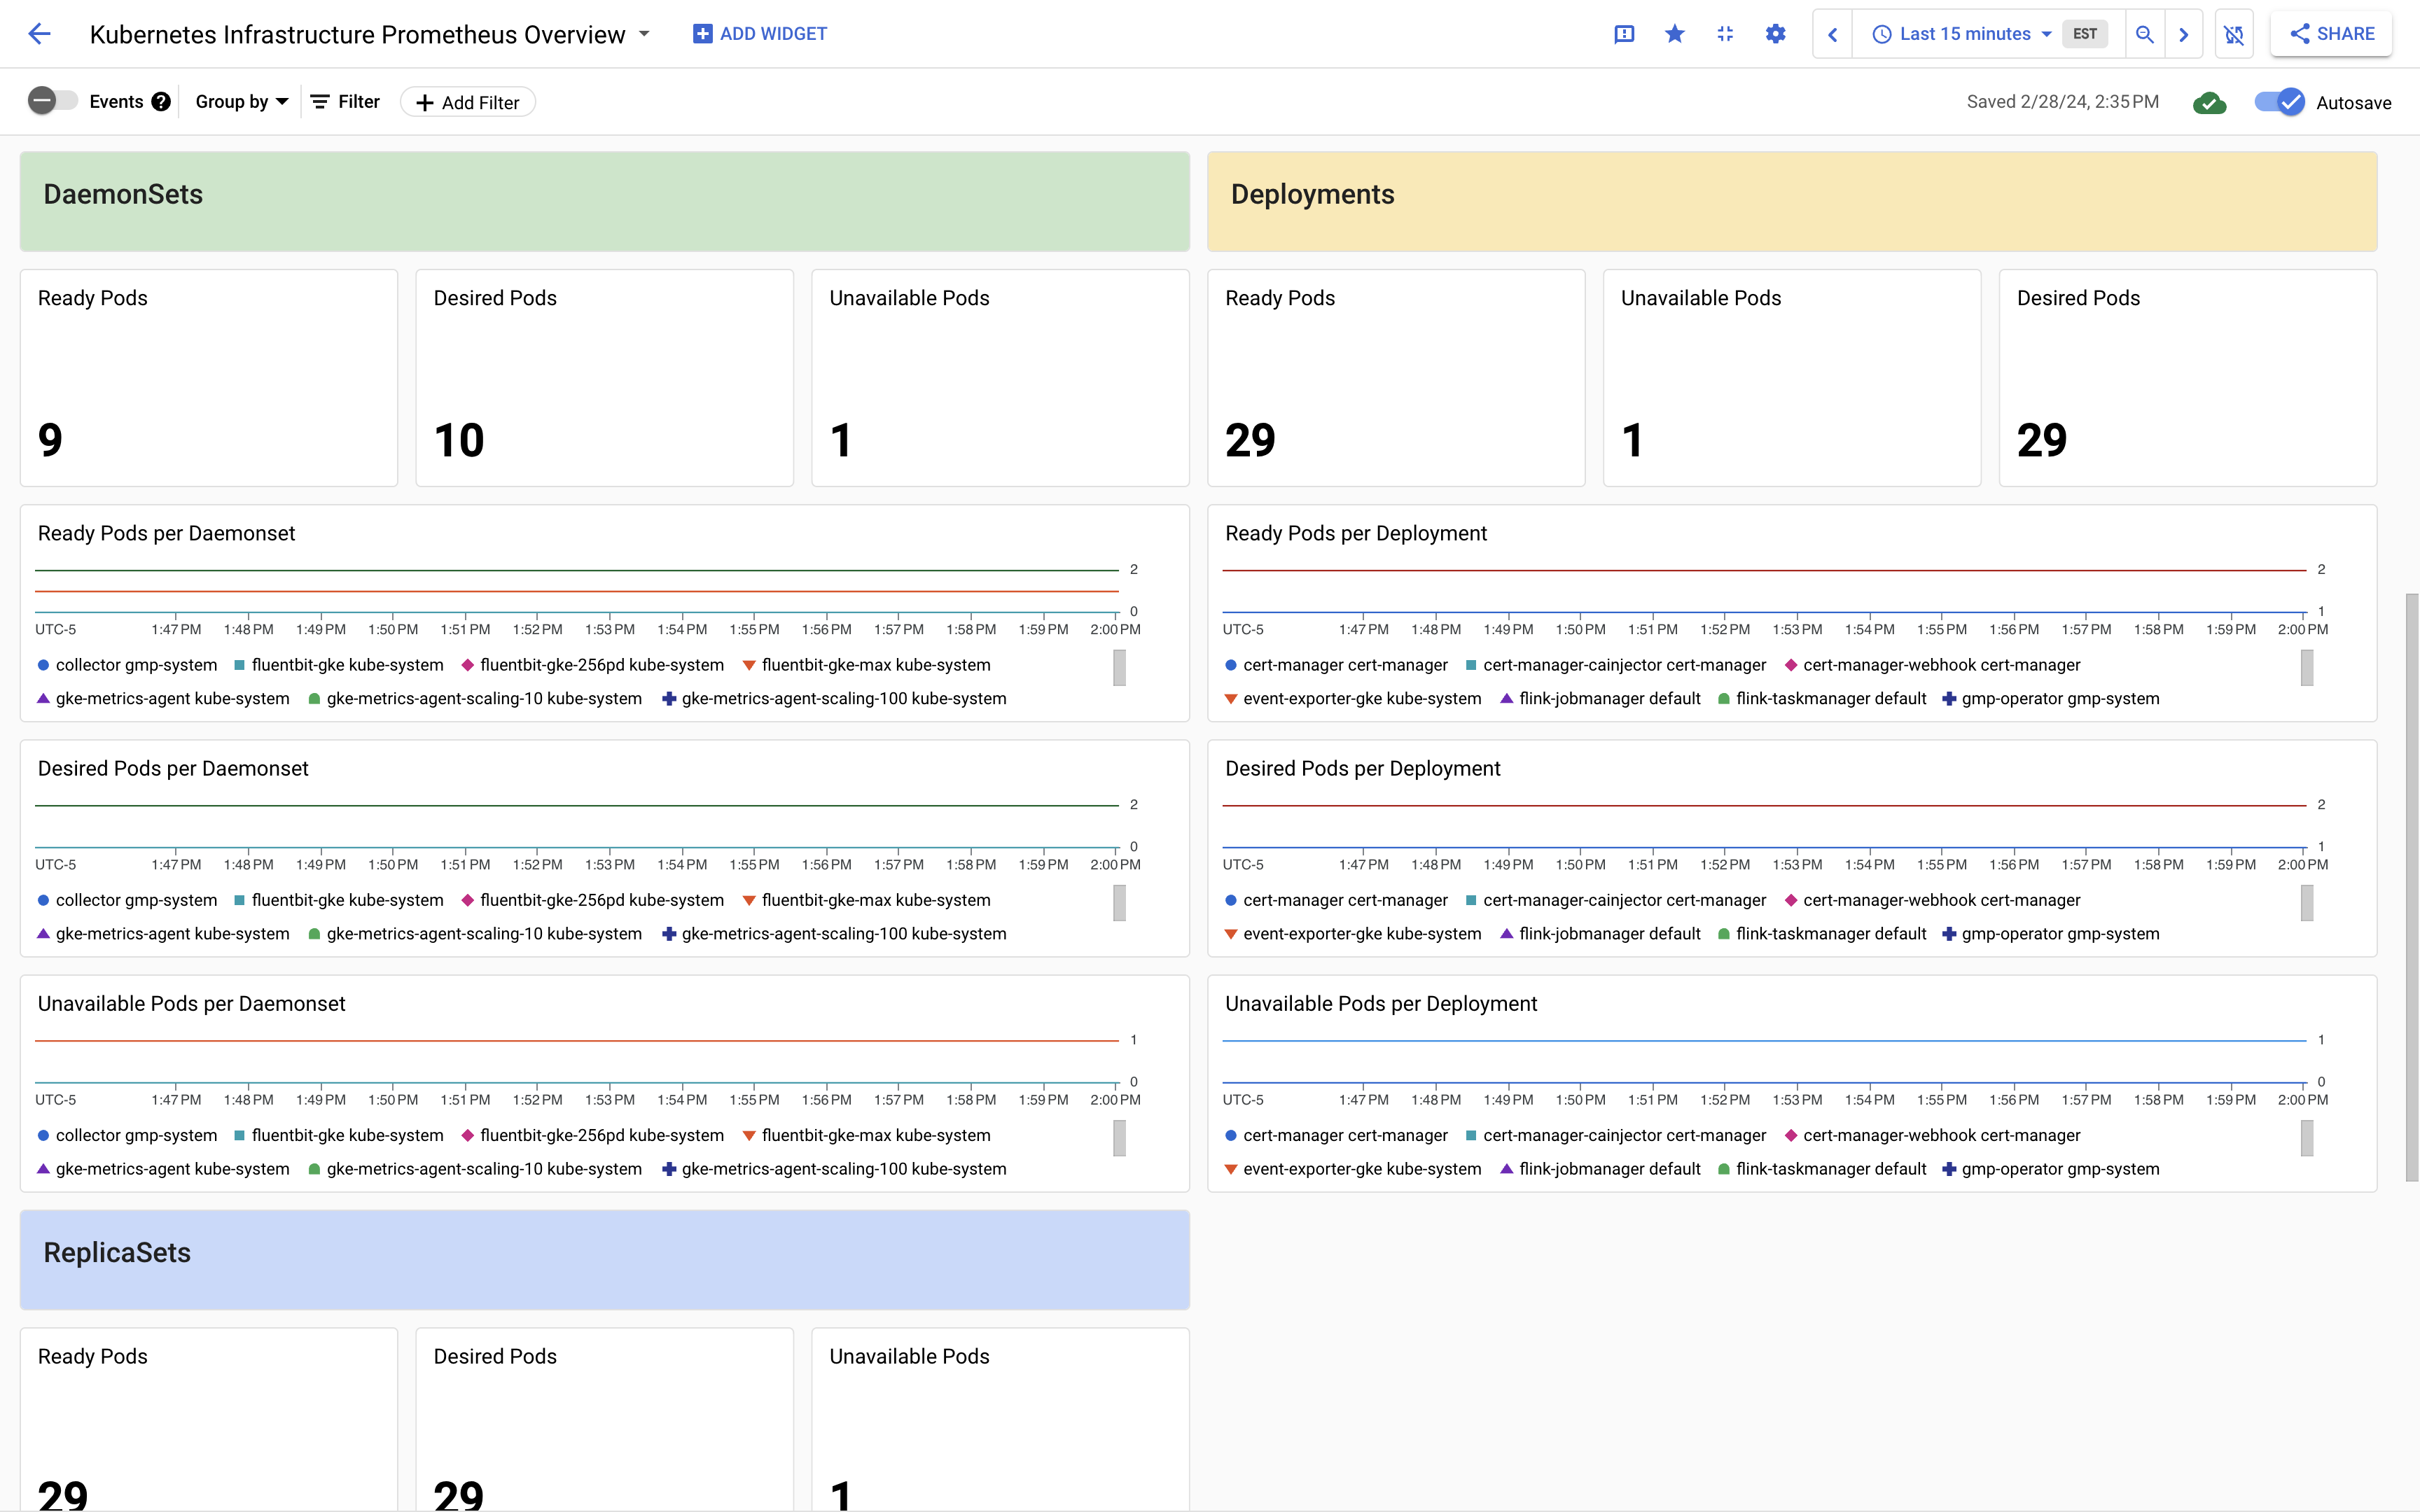 Kubernetes Infrastructure Prometheus Overview
ADD WIDGET
Last 15 minutes
EST
SHARE
Events
Group by
Filter
Add Filter
Saved 2/28/24, 2:35 PM
Autosave
DaemonSets
Ready Pods
9
Desired Pods
10
Unavailable Pods
1
Ready Pods per Daemonset
2
0
UTC-5 1:47 PM 1:48 PM 1:49 PM 1:50 PM 1:51 PM 1:52 PM 1:53 PM 1:54 PM 1:55 PM 1:56 PM 1:57 PM 1:58 PM 1:59 PM 2:00 PM
collector gmp-system fluentbit-gke kube-system fluentbit-gke-256pd kube-system fluentbit-gke-max kube-system
gke-metrics-agent kube-system gke-metrics-agent-scaling-10 kube-system gke-metrics-agent-scaling-100 kube-system
Desired Pods per Daemonset
2
0
UTC-5 1:47 PM 1:48 PM 1:49 PM 1:50 PM 1:51 PM 1:52 PM 1:53 PM 1:54 PM 1:55 PM 1:56 PM 1:57 PM 1:58 PM 1:59 PM 2:00 PM
collector gmp-system fluentbit-gke kube-system fluentbit-gke-256pd kube-system fluentbit-gke-max kube-system
gke-metrics-agent kube-system gke-metrics-agent-scaling-10 kube-system gke-metrics-agent-scaling-100 kube-system
Unavailable Pods per Daemonset
1
0
UTC-5 1:47 PM 1:48 PM 1:49 PM 1:50 PM 1:51 PM 1:52 PM 1:53 PM 1:54 PM 1:55 PM 1:56 PM 1:57 PM 1:58 PM 1:59 PM 2:00 PM
collector gmp-system fluentbit-gke kube-system fluentbit-gke-256pd kube-system fluentbit-gke-max kube-system
gke-metrics-agent kube-system gke-metrics-agent-scaling-10 kube-system gke-metrics-agent-scaling-100 kube-system
Deployments
Ready Pods
29
Unavailable Pods
1
Desired Pods
29
Ready Pods per Deployment
2
1
UTC-5 1:47 PM 1:48 PM 1:49 PM 1:50 PM 1:51 PM 1:52 PM 1:53 PM 1:54 PM 1:55 PM 1:56 PM 1:57 PM 1:58 PM 1:59 PM 2:00 PM
cert-manager cert-manager cert-manager-cainjector cert-manager cert-manager-webhook cert-manager
event-exporter-gke kube-system flink-jobmanager default flink-taskmanager default gmp-operator gmp-system
Desired Pods per Deployment
2
1
UTC-5 1:47 PM 1:48 PM 1:49 PM 1:50 PM 1:51 PM 1:52 PM 1:53 PM 1:54 PM 1:55 PM 1:56 PM 1:57 PM 1:58 PM 1:59 PM 2:00 PM
cert-manager cert-manager cert-manager-cainjector cert-manager cert-manager-webhook cert-manager
event-exporter-gke kube-system flink-jobmanager default flink-taskmanager default gmp-operator gmp-system
Unavailable Pods per Deployment
1
0
UTC-5 1:47 PM 1:48 PM 1:49 PM 1:50 PM 1:51 PM 1:52 PM 1:53 PM 1:54 PM 1:55 PM 1:56 PM 1:57 PM 1:58 PM 1:59 PM 2:00 PM
cert-manager cert-manager cert-manager-cainjector cert-manager cert-manager-webhook cert-manager
event-exporter-gke kube-system flink-jobmanager default flink-taskmanager default gmp-operator gmp-system
ReplicaSets
Ready Pods
29
Desired Pods
29
Unavailable Pods
1